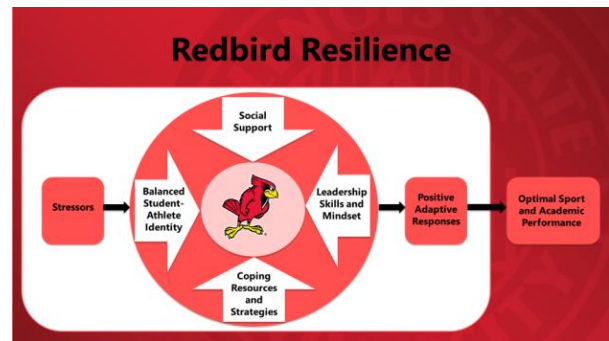 Redbird Resilience
Social
Support
Stressors
Balanced
Student-
Athlete
Identity
Leadership
Skills and
Mindset
Positive
Adaptive
Responses
Optimal Sport
and Academic
Performance
Coping
Resources
and
Strategies